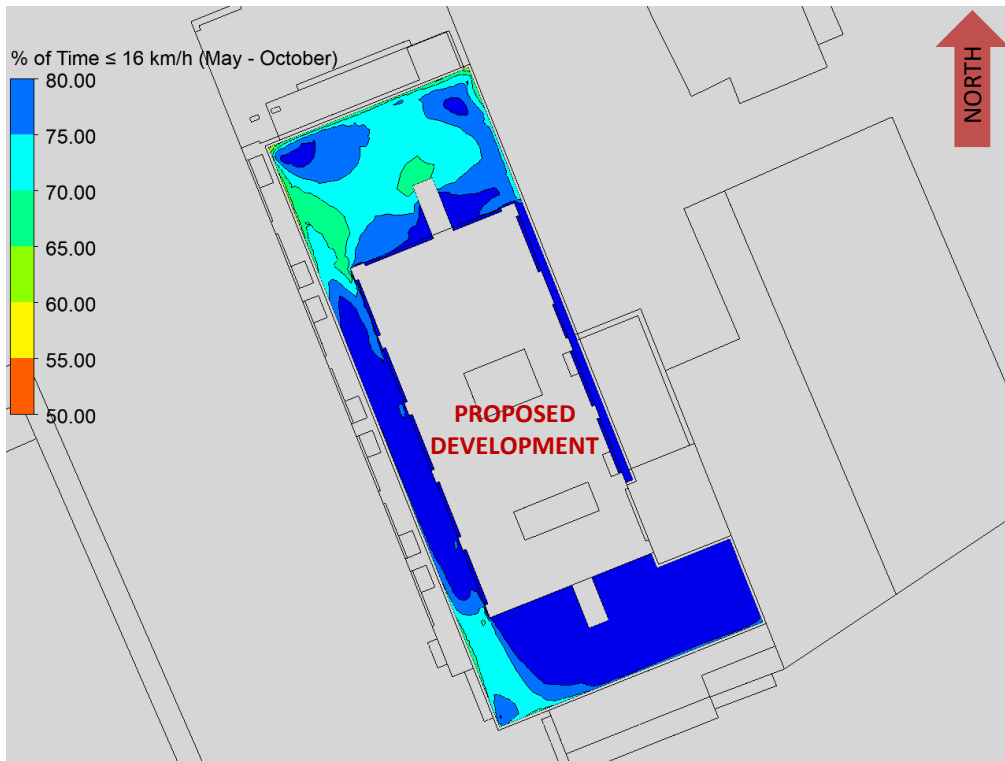 % of Time ≤ 16 km/h (May - October)
80.00
75.00
70.00
65.00
60.00
55.00
50.00
NORTH
PROPOSED
DEVELOPMENT